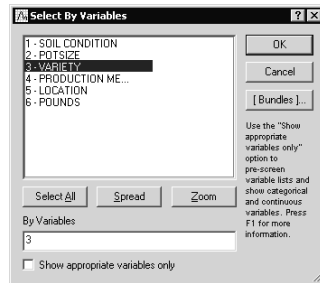 Select By Variables
1 - SOIL CONDITION
2 - POTSIZE
3 - VARIETY
4 - PRODUCTION ME...
5 - LOCATION
6 - POUNDS
OK
Cancel
[ Bundles ]...
Use the "Show
appropriate
variables only"
option to
pre-screen
variable lists and
show categorical
and continuous
variables. Press
F1 for more
information.
Select All
Spread
Zoom
By Variables
3
Show appropriate variables only